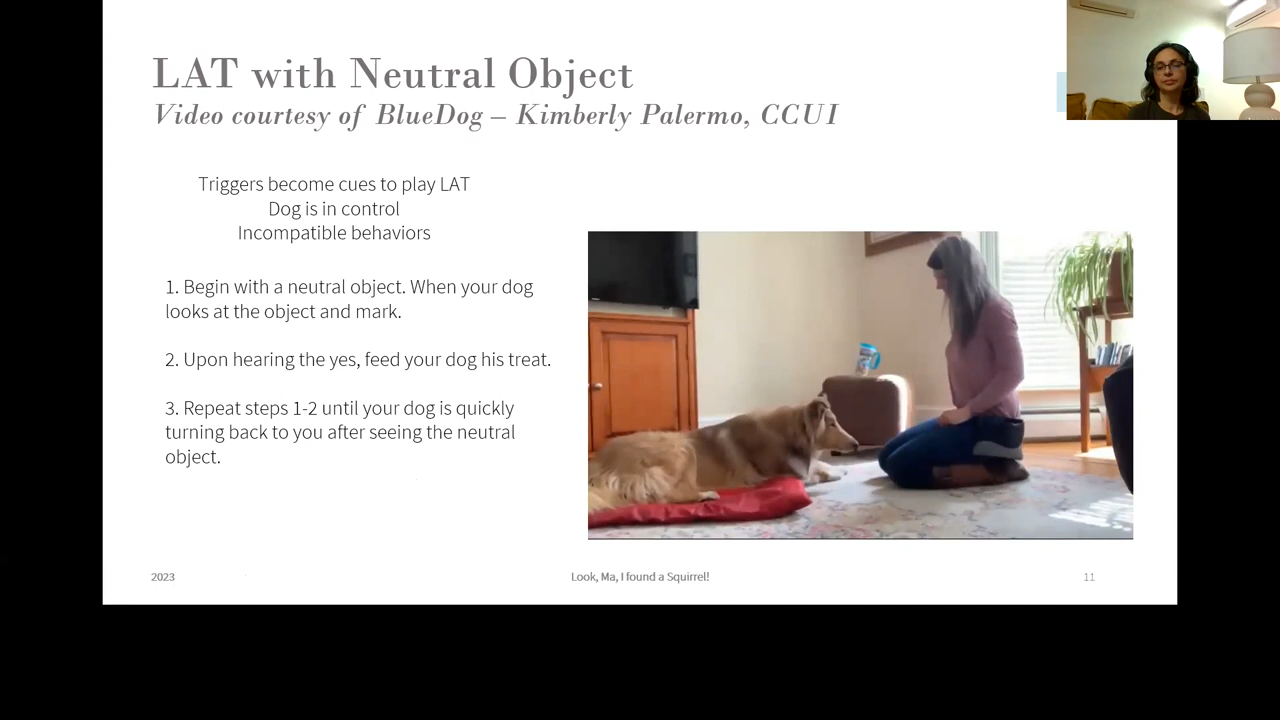 LAT with Neutral Object
Video courtesy of BlueDog – Kimberly Palermo, CCUI
Triggers become cues to play LAT
Dog is in control
Incompatible behaviors
1. Begin with a neutral object. When your dog
looks at the object and mark.
2. Upon hearing the yes, feed your dog his treat.
3. Repeat steps 1-2 until your dog is quickly
turning back to you after seeing the neutral
object.
2023
Look, Ma, I found a Squirrel!
11